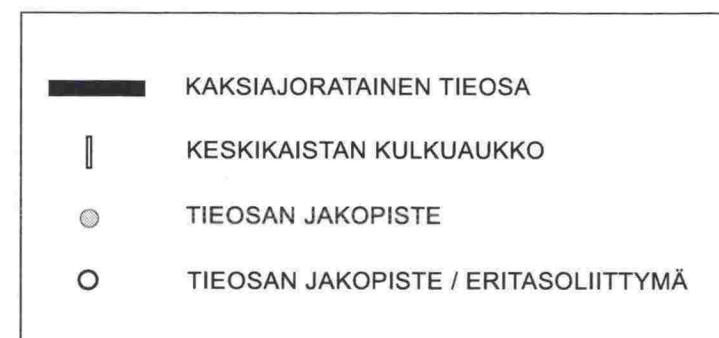 KAKSIAJORATAINEN TIEOSA
KESKIKAISTAN KULKUAUKKO
TIEOSAN JAKOPISTE
TIEOSAN JAKOPISTE / ERITASOLIITTYMÄ